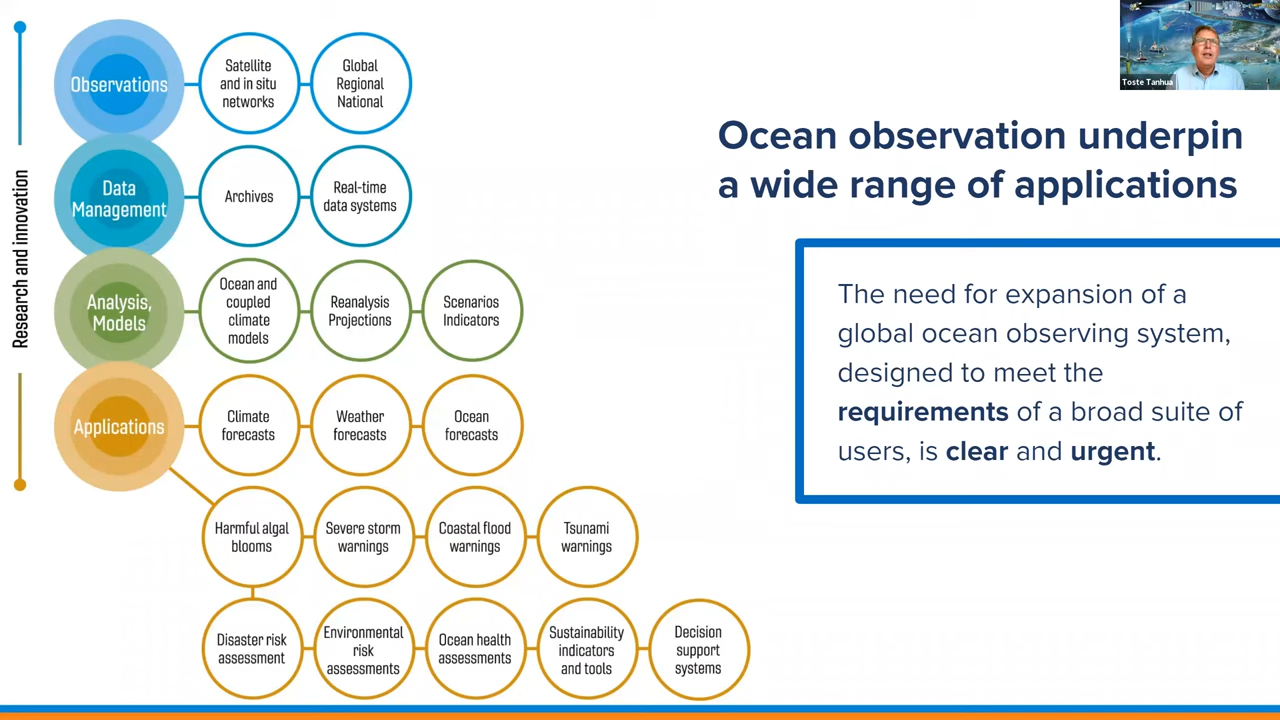 Research and innovation
Observations
Satellite
and in situ
networks
Global
Regional
National
Data
Management
Archives
Real-time
data systems
Analysis,
Models
Ocean and
coupled
climate
models
Reanalysis
Projections
Scenarios
Indicators
Applications
Climate
forecasts
Weather
forecasts
Ocean
forecasts
Harmful algal
blooms
Severe storm
warnings
Coastal flood
warnings
Tsunami
warnings
Disaster risk
assessment
Environmental
risk
assessments
Ocean health
assessments
Sustainability
indicators
and tools
Decision
support
systems
Toste Tanhua
Ocean observation underpin
a wide range of applications
The need for expansion of a
global ocean observing system,
designed to meet the
requirements of a broad suite of
users, is clear and urgent.